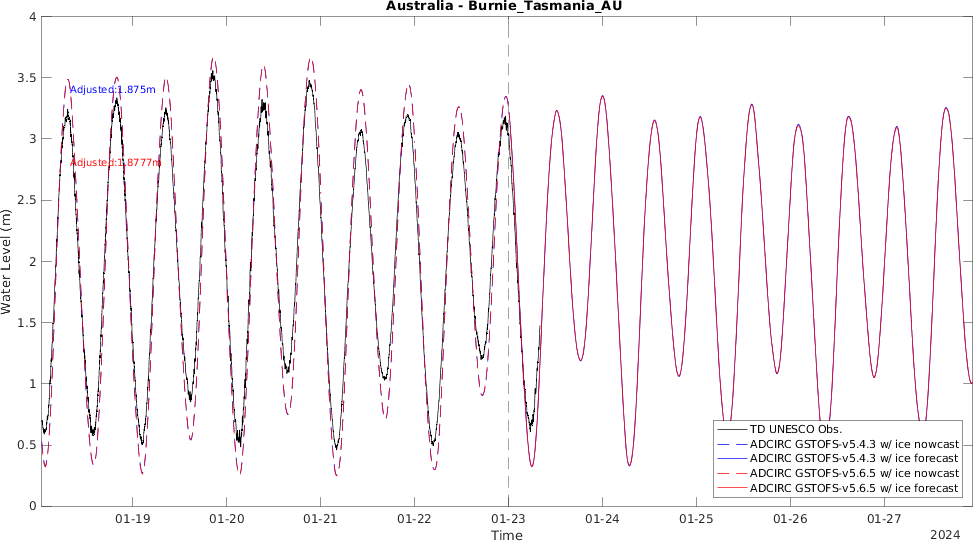 Australia - Burnie_Tasmania_AU
4
3.5
3
2.5
2
1.5
1
0.5
0
Water Level (m)
Adjusted:1.875m
Adjusted:1.8777m
TD UNESCO Obs.
ADCIRC GSTOFS-v5.4.3 w/ ice nowcast
ADCIRC GSTOFS-v5.4.3 w/ ice forecast
ADCIRC GSTOFS-v5.6.5 w/ ice nowcast
ADCIRC GSTOFS-v5.6.5 w/ ice forecast
01-19 01-20 01-21 01-22 01-23 01-24 01-25 01-26 01-27
Time
2024